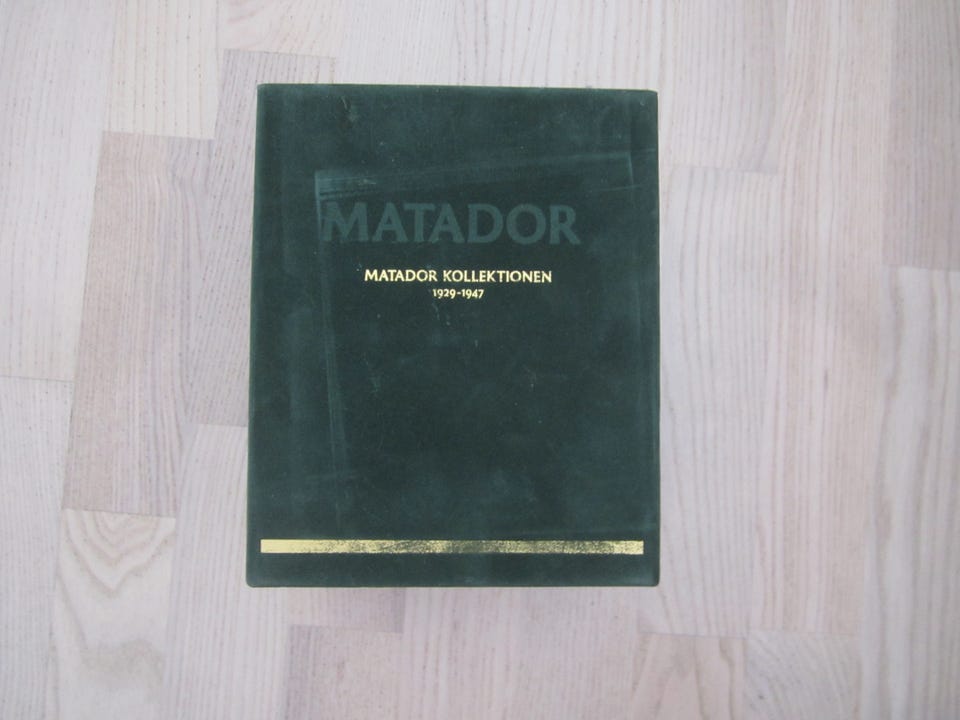 MATADOR
MATADOR KOLLEKTIONEN
1929-1947